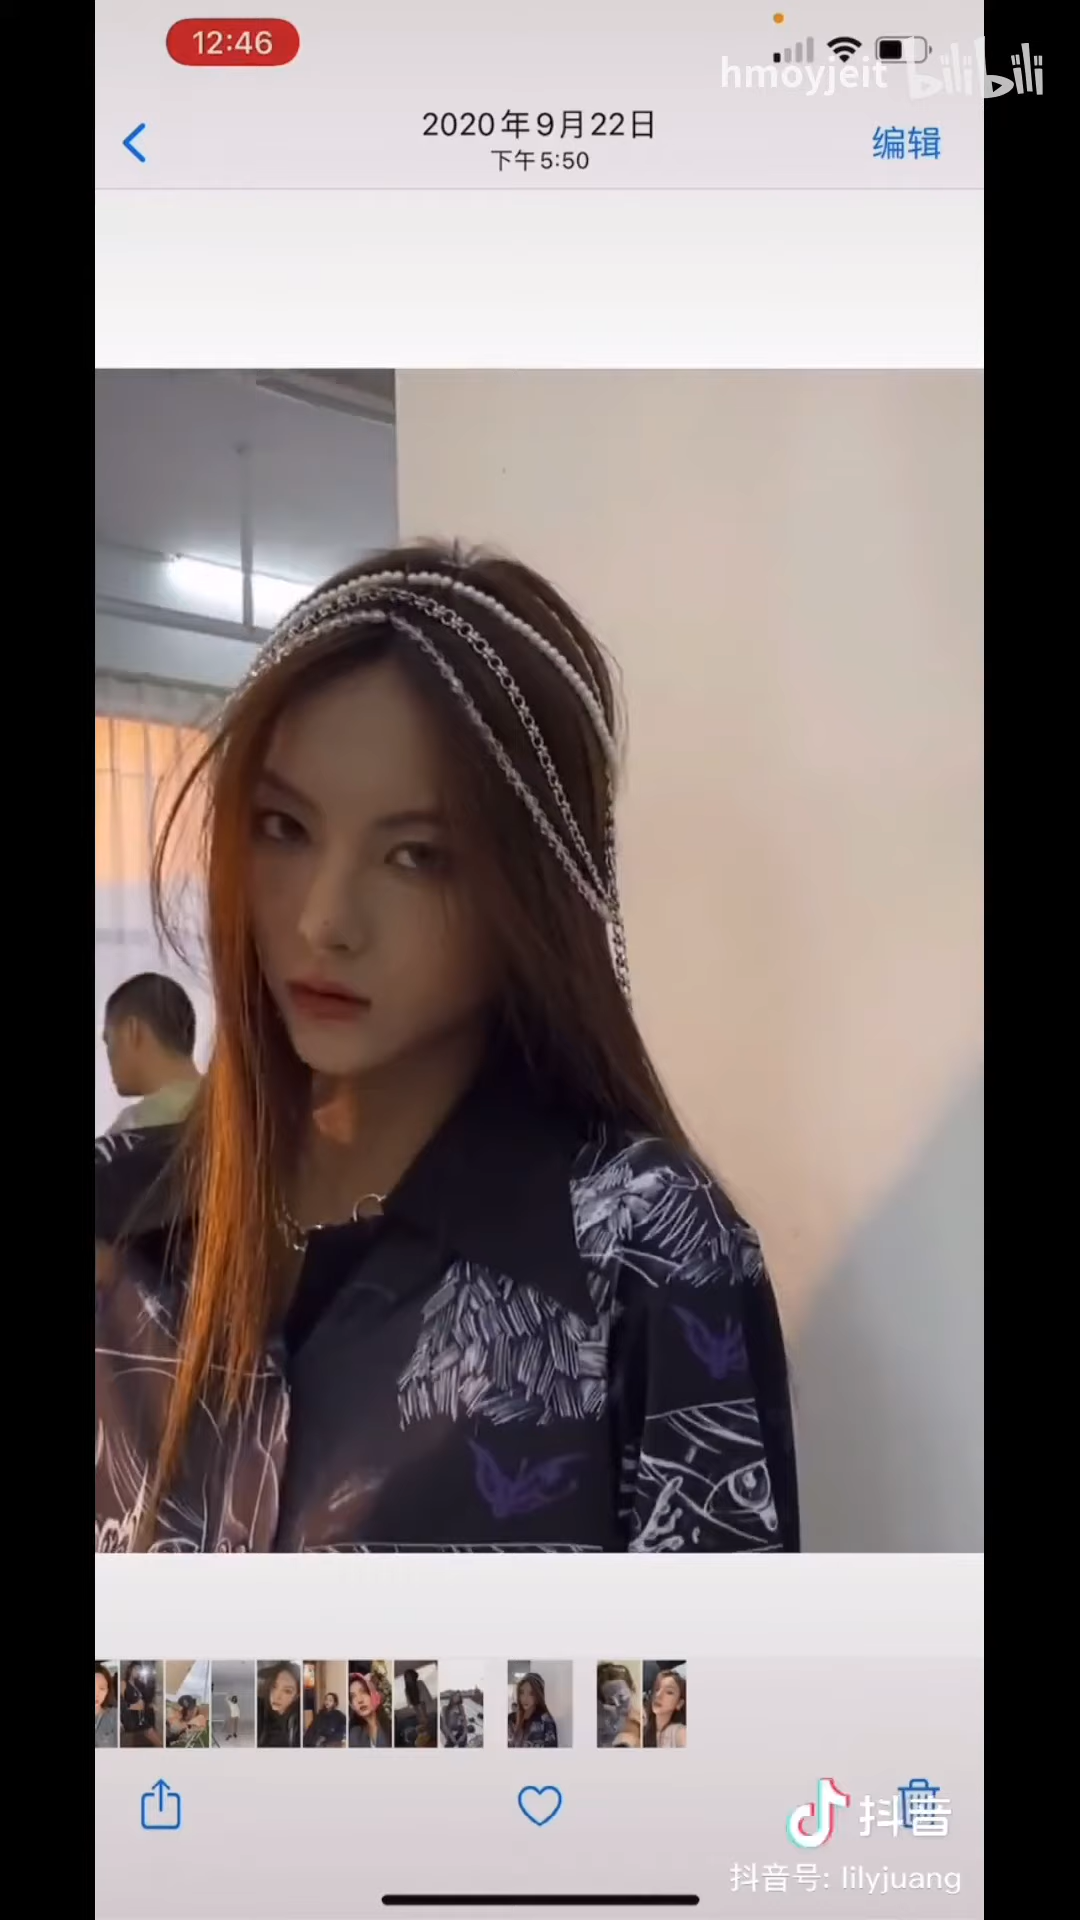 12:46
hmoyjeit bilibili
2020年9月22日
下午5:50
编辑
抖音
抖音号: lilyjuang